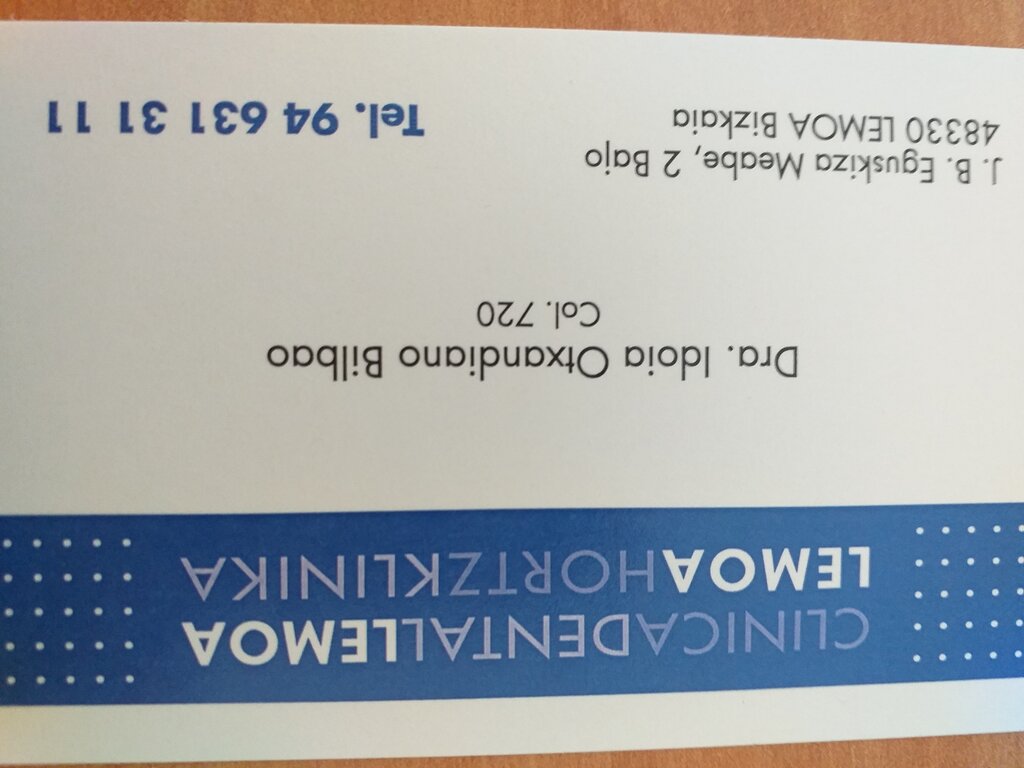 CLINICADENTALLEMOA
LEMOAHORTZKLINIKA
Dra. Idoia Otxandiano Bilbao
Col. 720
J. B. Eguskiza Meabe, 2 Bajo
48330 LEMOA Bizkaia
Tel. 94 631 31 11